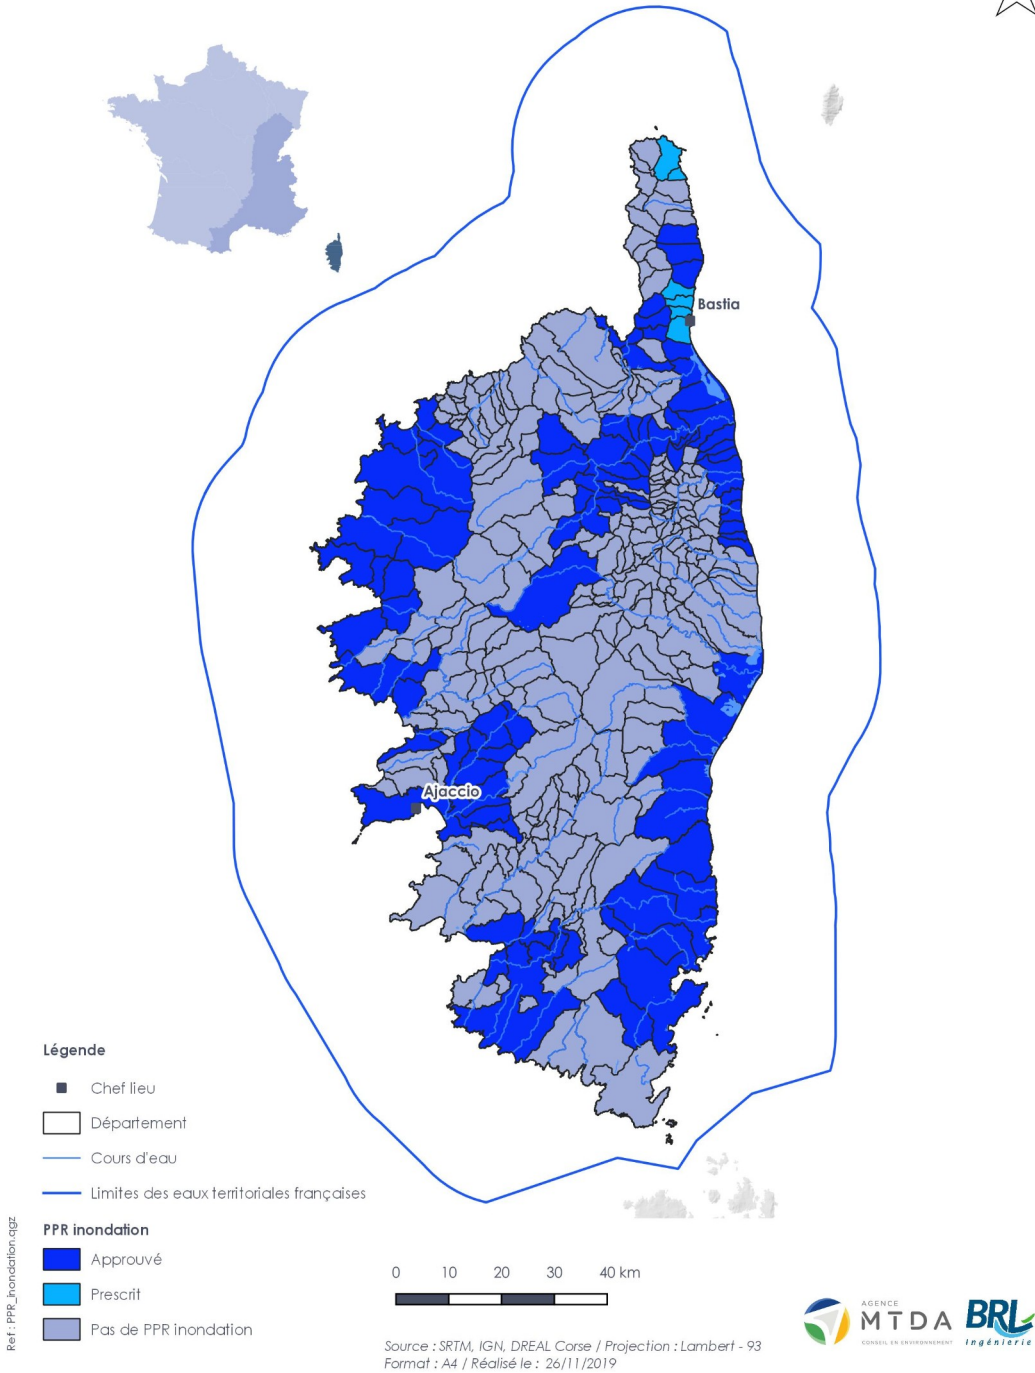 Bastia
Ajaccio
Légende
Chef lieu
Département
Cours d'eau
Limites des eaux territoriales françaises
PPR inondation
Approuvé
Prescrit
Pas de PPR inondation
Ref : PPR_inondation.qgz
0 10 20 30 40 km
Source : SRTM, IGN, DREAL Corse / Projection : Lambert - 93
Format : A4 / Réalisé le : 26/11/2019
AGENCE
MTDA
CONSEIL EN ENVIRONNEMENT
BRL
Ingénierie